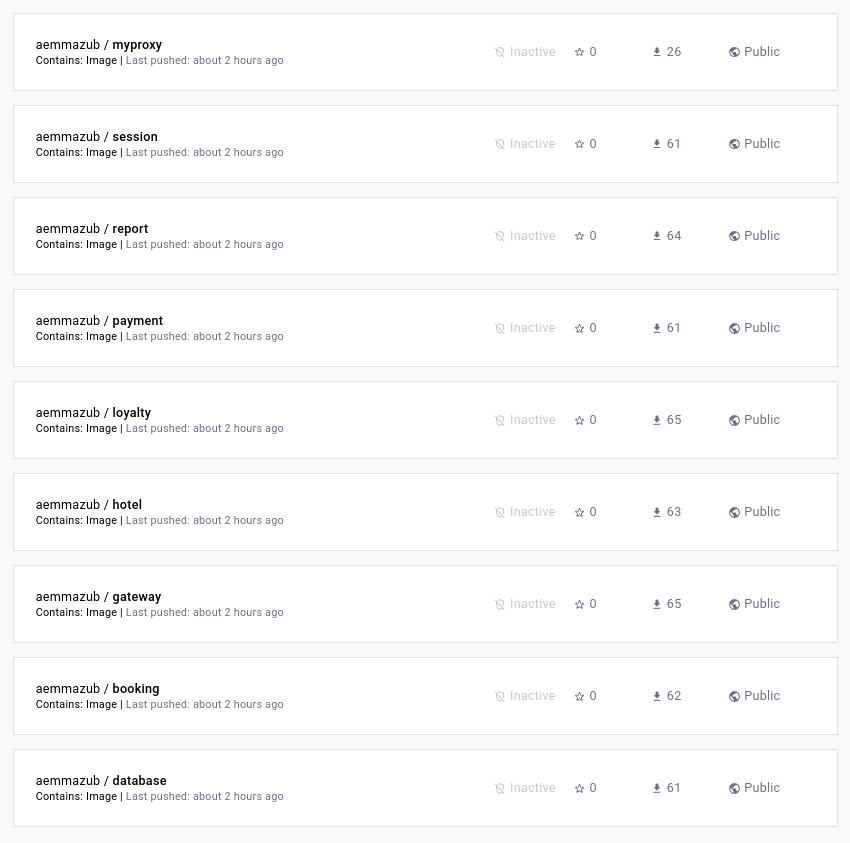 aemmazub / myproxy
Contains: Image | Last pushed: about 2 hours ago
Inactive 0 26 Public
aemmazub / session
Contains: Image | Last pushed: about 2 hours ago
Inactive 0 61 Public
aemmazub / report
Contains: Image | Last pushed: about 2 hours ago
Inactive 0 64 Public
aemmazub / payment
Contains: Image | Last pushed: about 2 hours ago
Inactive 0 61 Public
aemmazub / loyalty
Contains: Image | Last pushed: about 2 hours ago
Inactive 0 65 Public
aemmazub / hotel
Contains: Image | Last pushed: about 2 hours ago
Inactive 0 63 Public
aemmazub / gateway
Contains: Image | Last pushed: about 2 hours ago
Inactive 0 65 Public
aemmazub / booking
Contains: Image | Last pushed: about 2 hours ago
Inactive 0 62 Public
aemmazub / database
Contains: Image | Last pushed: about 2 hours ago
Inactive 0 61 Public